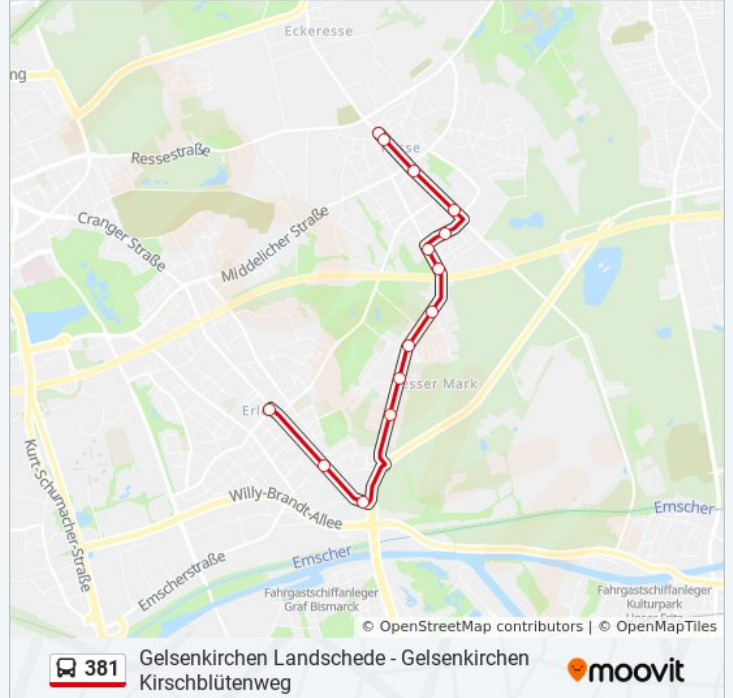 Eckeresse
ng
Ressestraße
sse
Cranger Straße
Middelicher Straße
esser Mark
Erl
Kurt-Schumacher-Straße
Willy-Brandt-Allee
Emscher
Emscher
Emscherstraße
Fahrgastschiffanleger
Graf Bismarck
Fahrgastschiffanleger
Kulturpark
© OpenStreetMap contributors | © OpenMapTiles
381
Gelsenkirchen Landschede - Gelsenkirchen
Kirschblütenweg
moovit